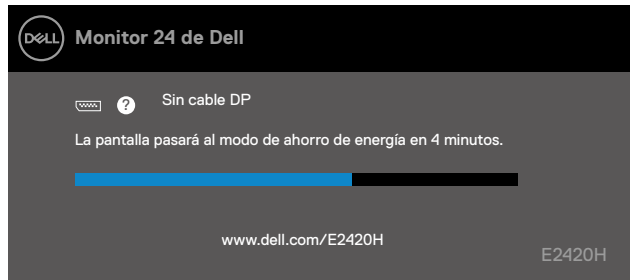 DELL
Monitor 24 de Dell
? Sin cable DP
La pantalla pasará al modo de ahorro de energía en 4 minutos.
www.dell.com/E2420H
E2420H